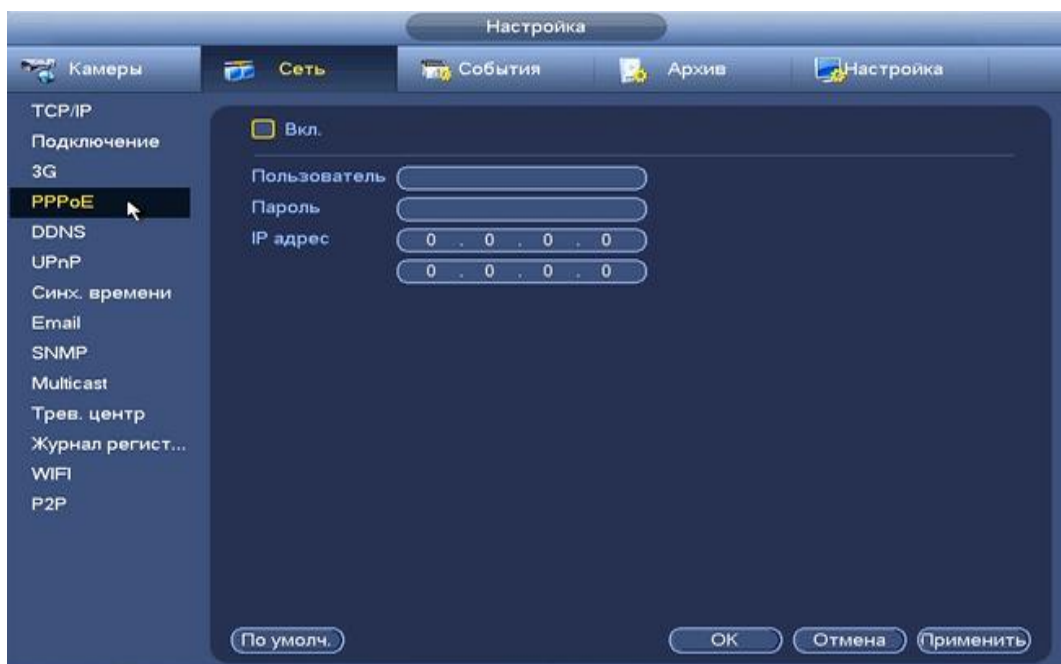 Настройка
Камеры
Сеть
События
Архив
Настройка
TCP/IP
Подключение
3G
PPPoE
DDNS
UPnP
Синх. времени
Email
SNMP
Multicast
Трев. центр
Журнал регист...
WIFI
P2P
Вкл.
Пользователь
Пароль
IP адрес
0 . 0 . 0 . 0
0 . 0 . 0 . 0
По умолч.
OK
Отмена
Применить